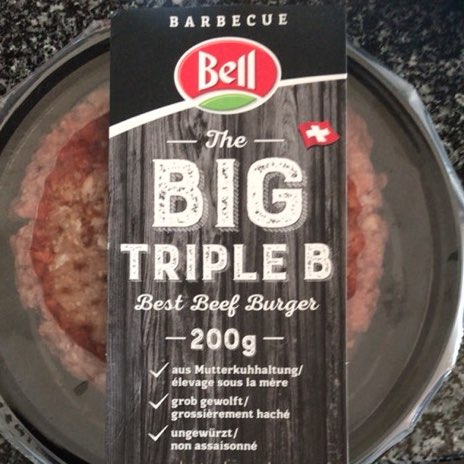 BARBECUE
Bell
The
BIG
TRIPLE B
Best Beef Burger
200g
aus Mutterkuhhaltung/
élevage sous la mère
grob gewolft/
grossièrement haché
ungewürzt/
non assaisonné